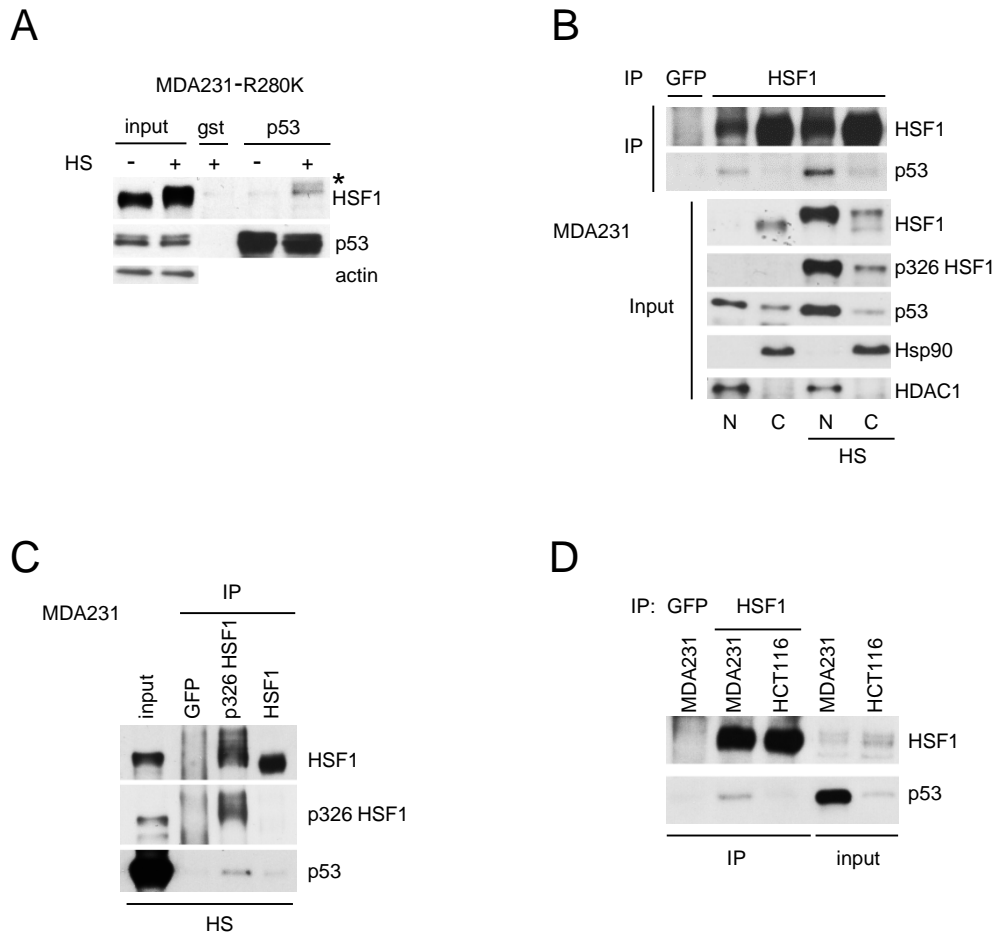 A
MDA231-R280K
input gst p53
HS - + + - +
*
HSF1
p53
actin
B
IP GFP HSF1
IP
HSF1
p53
MDA231
Input
HSF1
p326 HSF1
p53
Hsp90
HDAC1
N C N C
HS
C
MDA231
IP
input GFP p326 HSF1 HSF1
HSF1
p326 HSF1
p53
HS
D
IP: GFP HSF1
MDA231 MDA231 HCT116 MDA231 HCT116
HSF1
p53
IP input